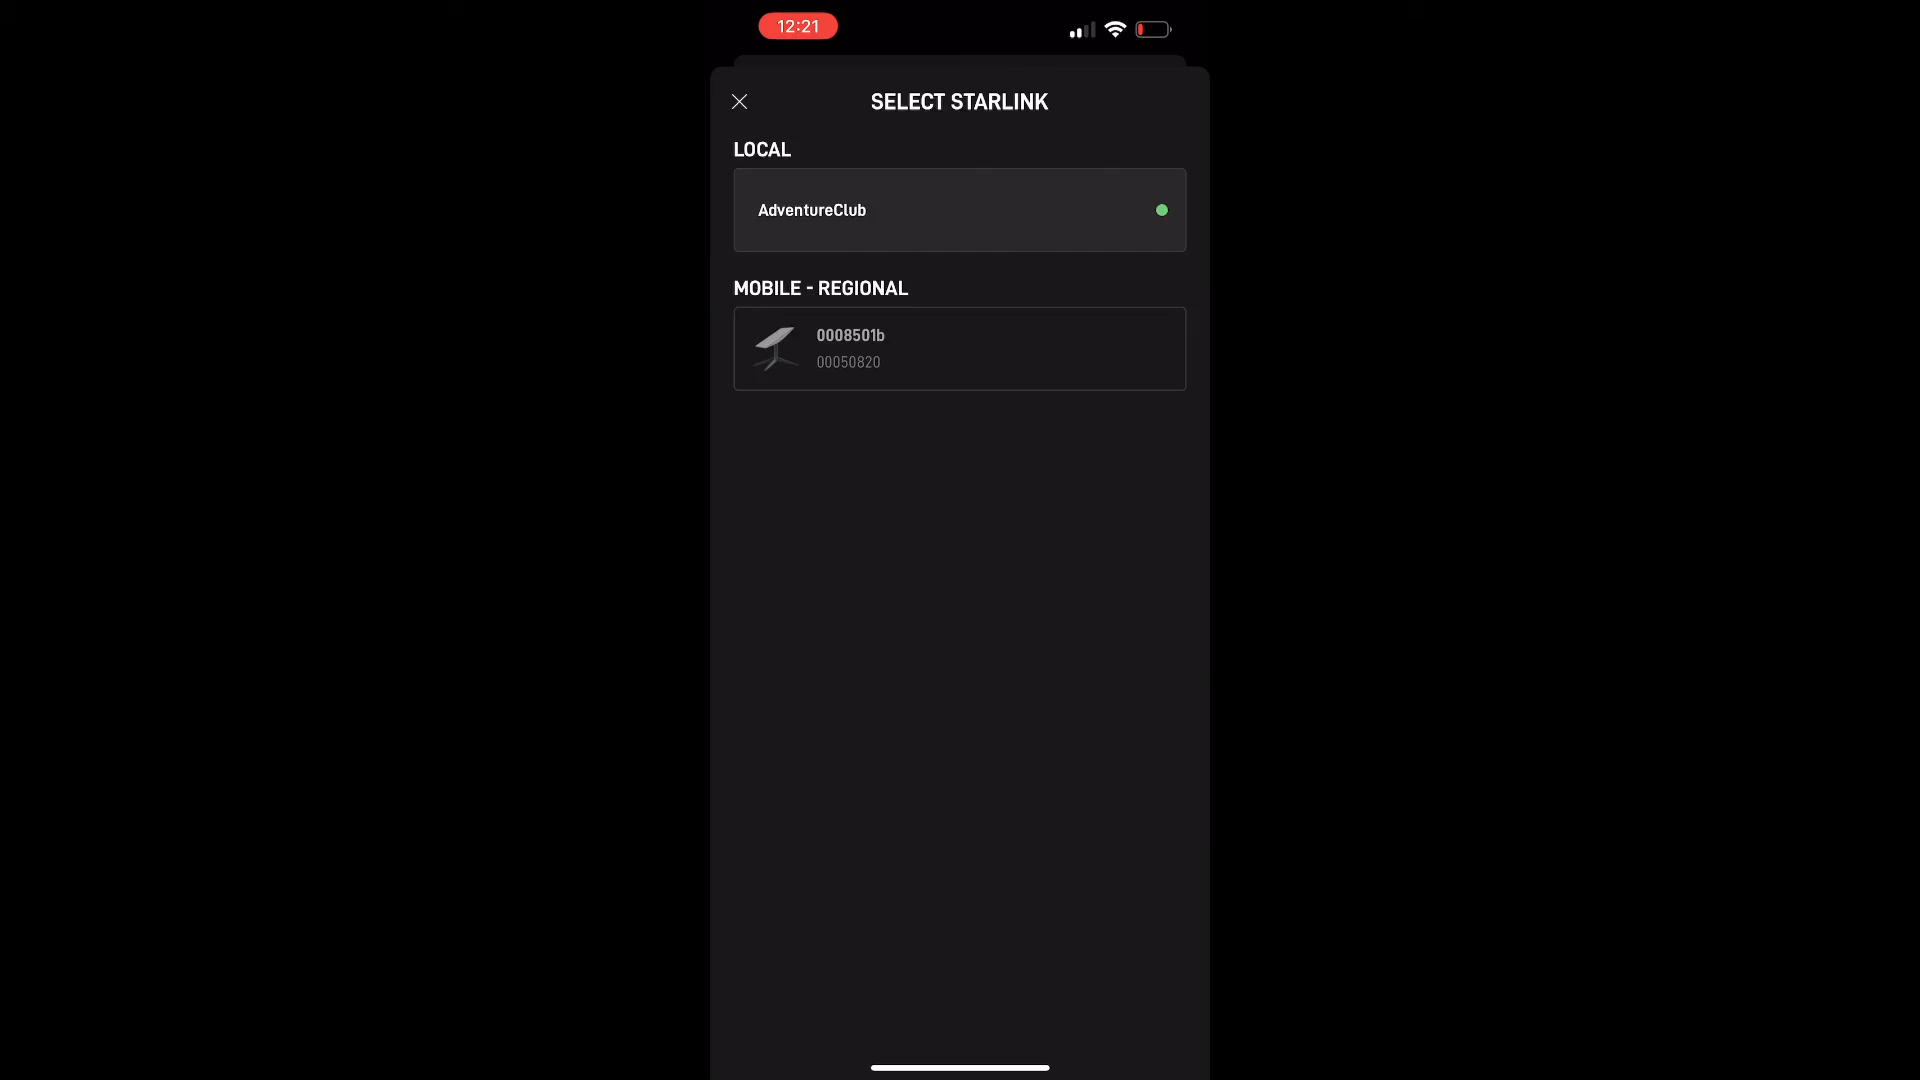 12:21
SELECT STARLINK
LOCAL
AdventureClub
MOBILE - REGIONAL
0008501b
00050820